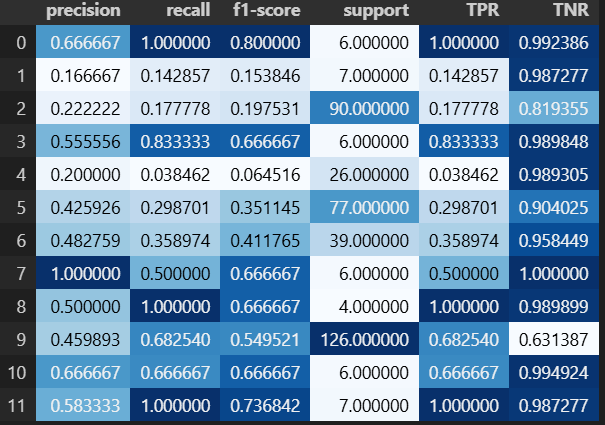 precision recall f1-score support TPR TNR
0 0.666667 1.000000 0.800000 6.000000 1.000000 0.992386
1 0.166667 0.142857 0.153846 7.000000 0.142857 0.987277
2 0.222222 0.177778 0.197531 90.000000 0.177778 0.819355
3 0.555556 0.833333 0.666667 6.000000 0.833333 0.989848
4 0.200000 0.038462 0.064516 26.000000 0.038462 0.989305
5 0.425926 0.298701 0.351145 77.000000 0.298701 0.904025
6 0.482759 0.358974 0.411765 39.000000 0.358974 0.958449
7 1.000000 0.500000 0.666667 6.000000 0.500000 1.000000
8 0.500000 1.000000 0.666667 4.000000 1.000000 0.989899
9 0.459893 0.682540 0.549521 126.000000 0.682540 0.631387
10 0.666667 0.666667 0.666667 6.000000 0.666667 0.994924
11 0.583333 1.000000 0.736842 7.000000 1.000000 0.987277